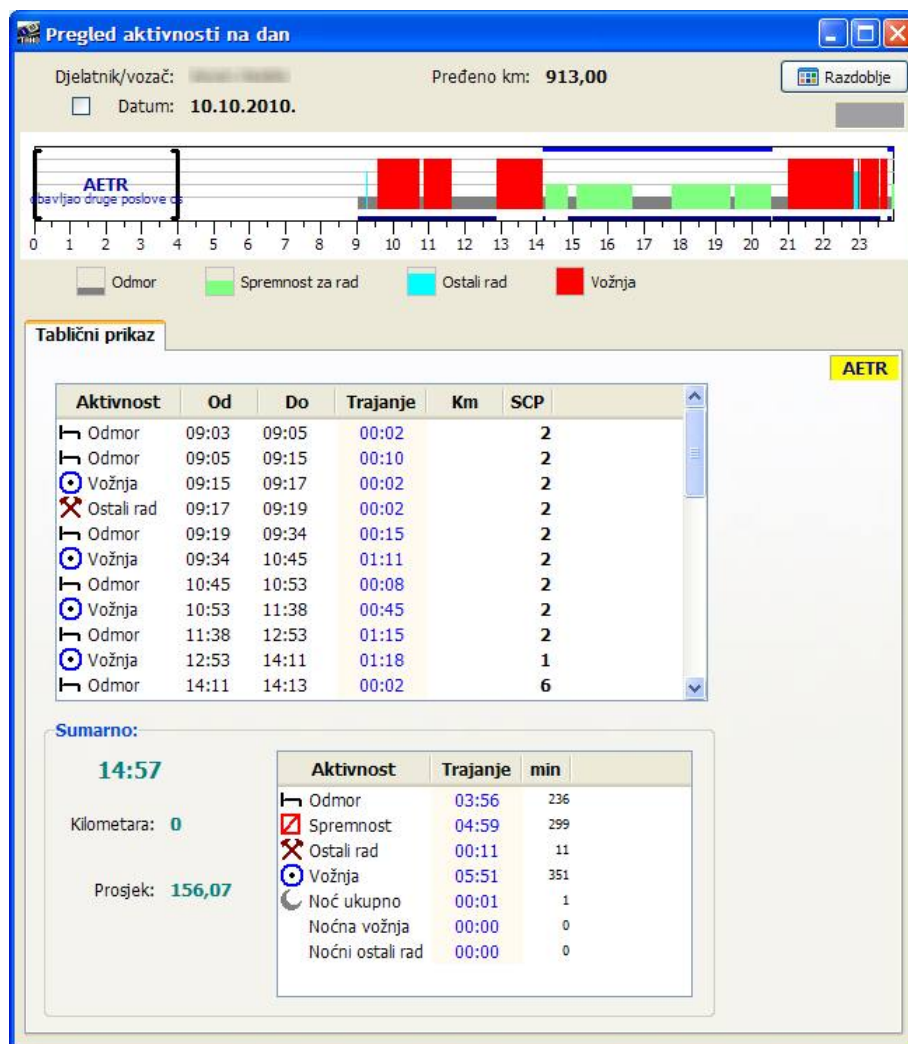 Pregled aktivnosti na dan
Djelatnik/vozač: Pređeno km: 913,00 Razdoblje
Datum: 10.10.2010.
AETR
obavljao druge poslove os
0 1 2 3 4 5 6 7 8 9 10 11 12 13 14 15 16 17 18 19 20 21 22 23
Odmor Spremnost za rad Ostali rad Vožnja
Tablični prikaz
AETR
Aktivnost Od Do Trajanje Km SCP
Odmor 09:03 09:05 00:02 2
Odmor 09:05 09:15 00:10 2
Vožnja 09:15 09:17 00:02 2
Ostali rad 09:17 09:19 00:02 2
Odmor 09:19 09:34 00:15 2
Vožnja 09:34 10:45 01:11 2
Odmor 10:45 10:53 00:08 2
Vožnja 10:53 11:38 00:45 2
Odmor 11:38 12:53 01:15 2
Vožnja 12:53 14:11 01:18 1
Odmor 14:11 14:13 00:02 6
Sumarno:
14:57
Kilometara: 0
Prosjek: 156,07
Aktivnost Trajanje min
Odmor 03:56 236
Spremnost 04:59 299
Ostali rad 00:11 11
Vožnja 05:51 351
Noć ukupno 00:01 1
Noćna vožnja 00:00 0
Noćni ostali rad 00:00 0